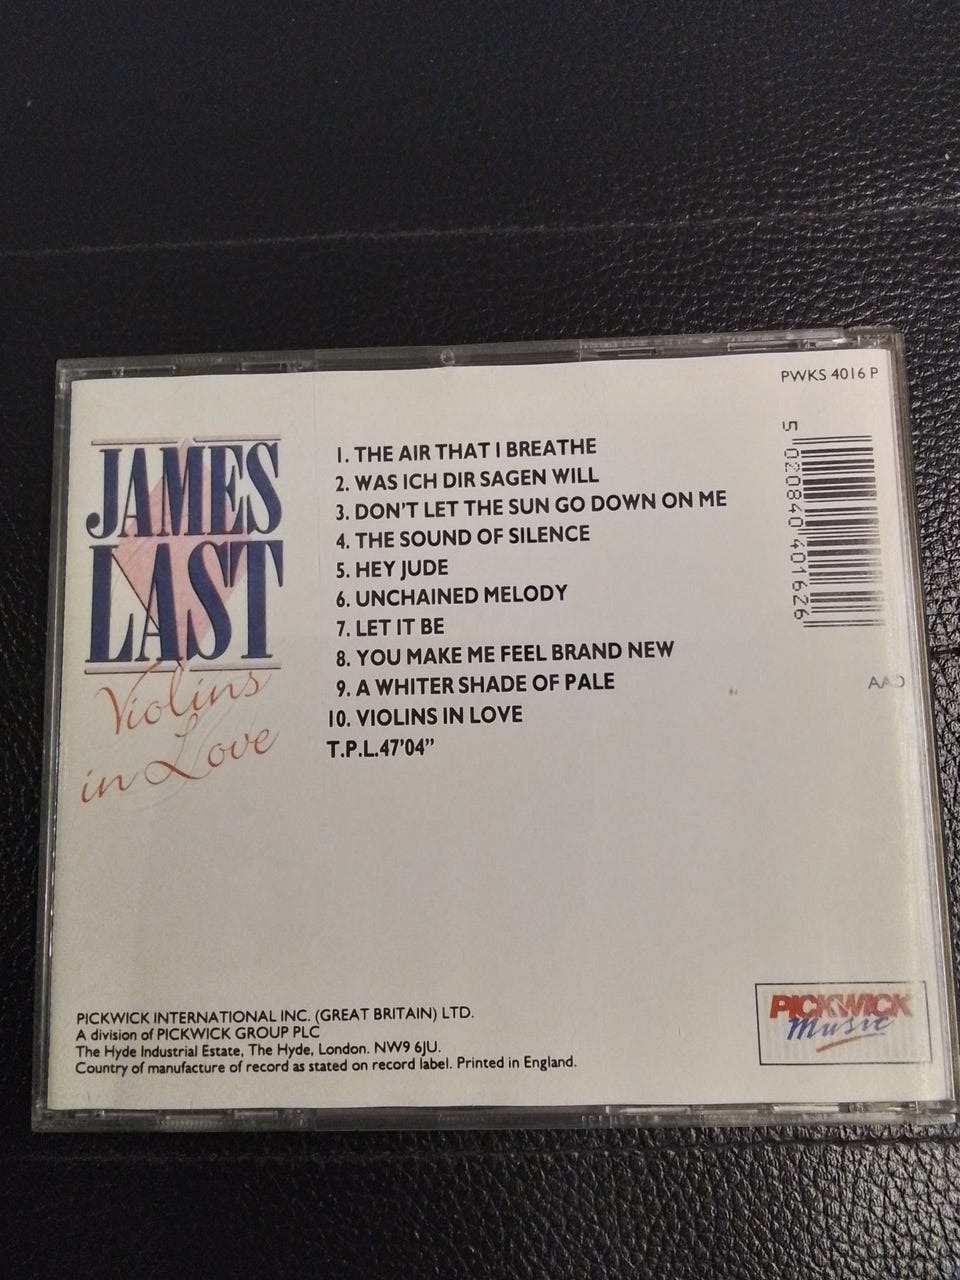 PWKS 4016 P
JAMES
LAST
Violins
in Love
1. THE AIR THAT I BREATHE
2. WAS ICH DIR SAGEN WILL
3. DON'T LET THE SUN GO DOWN ON ME
4. THE SOUND OF SILENCE
5. HEY JUDE
6. UNCHAINED MELODY
7. LET IT BE
8. YOU MAKE ME FEEL BRAND NEW
9. A WHITER SHADE OF PALE
10. VIOLINS IN LOVE
T.P.L.47'04"
5 020840 401626
AAD
PICKWICK INTERNATIONAL INC. (GREAT BRITAIN) LTD.
A division of PICKWICK GROUP PLC
The Hyde Industrial Estate, The Hyde, London. NW9 6JU.
Country of manufacture of record as stated on record label. Printed in England.
PICKWICK
Music